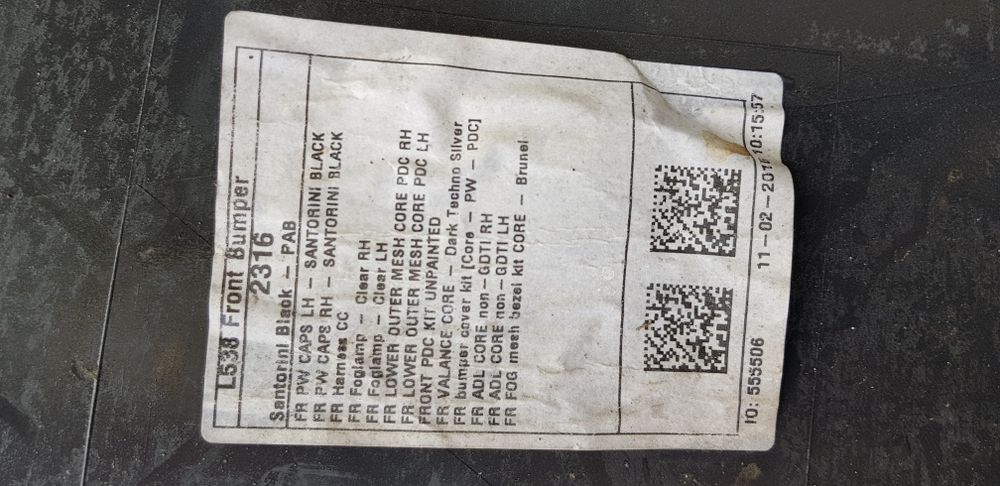 L538 Front Bumper
2316
Santorini Black - PAB
FR PW CAPS LH - SANTORINI BLACK
FR PW CAPS RH - SANTORINI BLACK
FR Harness CC
FR Foglamp - Clear RH
FR Foglamp - Clear LH
FR LOWER OUTER MESH CORE PDC RH
FR LOWER OUTER MESH CORE PDC LH
FRONT PDC KIT UNPAINTED
FR VALANCE CORE - Dark Techno Silver
FR bumper cover kit [Core - PW - PDC]
FR ADL CORE non-GDTI RH
FR ADL CORE non-GDTI LH
FR FOG mesh bezel kit CORE - Brunel
IO: 555506 11-02-201 10:15:57